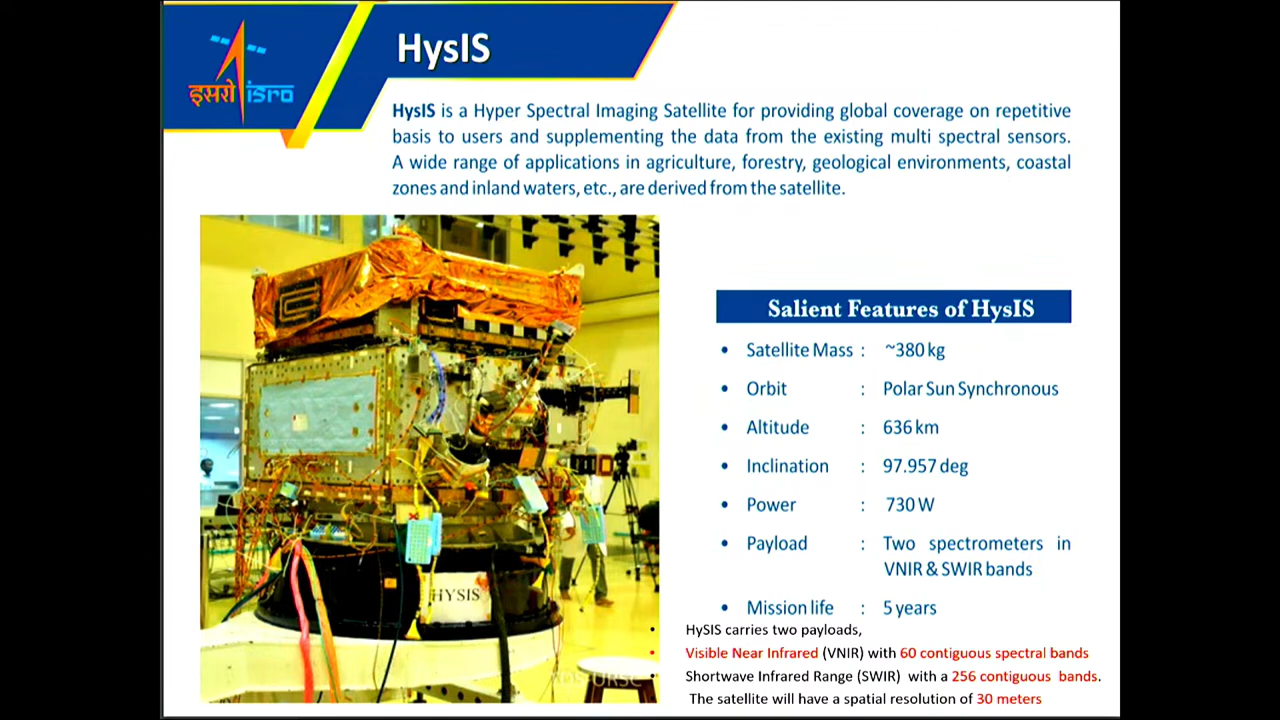 HysIS
इसरो isro
HysIS is a Hyper Spectral Imaging Satellite for providing global coverage on repetitive
basis to users and supplementing the data from the existing multi spectral sensors.
A wide range of applications in agriculture, forestry, geological environments, coastal
zones and inland waters, etc., are derived from the satellite.
Salient Features of HysIS
• Satellite Mass : ~380 kg
• Orbit : Polar Sun Synchronous
• Altitude : 636 km
• Inclination : 97.957 deg
• Power : 730 W
• Payload : Two spectrometers in
VNIR & SWIR bands
• Mission life : 5 years
HYSIS
• HySIS carries two payloads,
• Visible Near Infrared (VNIR) with 60 contiguous spectral bands
• Shortwave Infrared Range (SWIR) with a 256 contiguous bands.
The satellite will have a spatial resolution of 30 meters